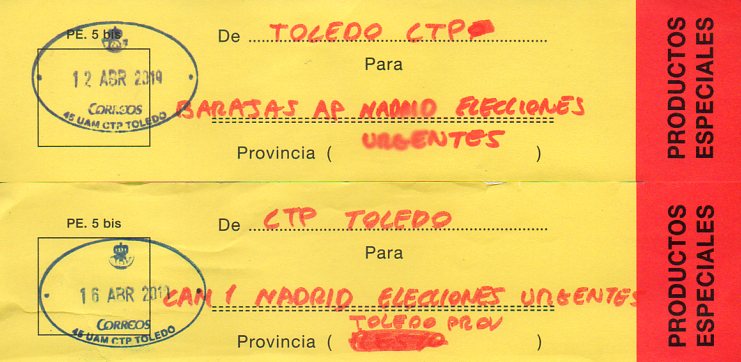 PE. 5 bis
De TOLEDO CTP
12 ABR 2019
Para
CORREOS
BARAJAS AP MADRID ELECCIONES
45 UAM CTP TOLEDO
URGENTES
Provincia ( )
PRODUCTOS
ESPECIALES
PE. 5 bis
De CTP TOLEDO
Para
16 ABR 2019
CAM 1 MADRID ELECCIONES URGENTES
CORREOS
TOLEDO PROV
45 UAM CTP TOLEDO
Provincia ( )
PRODUCTOS
ESPECIALES